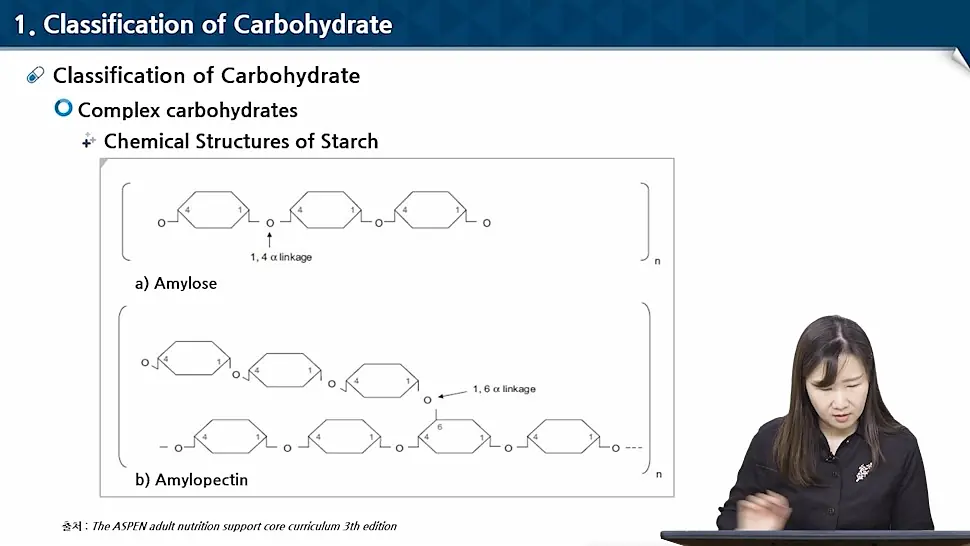 1. Classification of Carbohydrate
Classification of Carbohydrate
Complex carbohydrates
Chemical Structures of Starch
4 1 4 1 4 1
O O O O
1, 4 α linkage
n
a) Amylose
O 4 1 O 4 1 O 4 1 O
1, 6 α linkage
6
O 4 1 O 4 1 O 4 1 O 4 1 O
n
b) Amylopectin
출처 : The ASPEN adult nutrition support core curriculum 3th edition